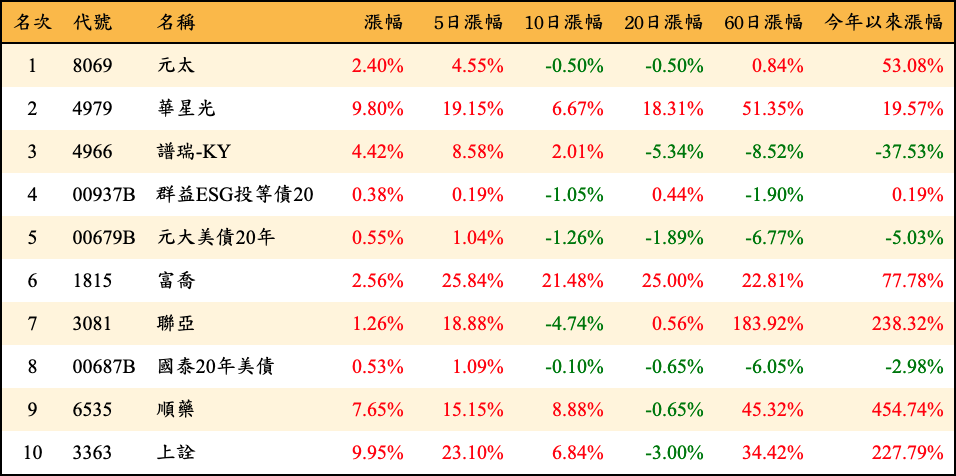 名次 代號 名稱 漲幅 5日漲幅 10日漲幅 20日漲幅 60日漲幅 今年以來漲幅
1 8069 元太 2.40% 4.55% -0.50% -0.50% 0.84% 53.08%
2 4979 華星光 9.80% 19.15% 6.67% 18.31% 51.35% 19.57%
3 4966 譜瑞-KY 4.42% 8.58% 2.01% -5.34% -8.52% -37.53%
4 00937B 群益ESG投等債20 0.38% 0.19% -1.05% 0.44% -1.90% 0.19%
5 00679B 元大美債20年 0.55% 1.04% -1.26% -1.89% -6.77% -5.03%
6 1815 富喬 2.56% 25.84% 21.48% 25.00% 22.81% 77.78%
7 3081 聯亞 1.26% 18.88% -4.74% 0.56% 183.92% 238.32%
8 00687B 國泰20年美債 0.53% 1.09% -0.10% -0.65% -6.05% -2.98%
9 6535 順藥 7.65% 15.15% 8.88% -0.65% 45.32% 454.74%
10 3363 上詮 9.95% 23.10% 6.84% -3.00% 34.42% 227.79%